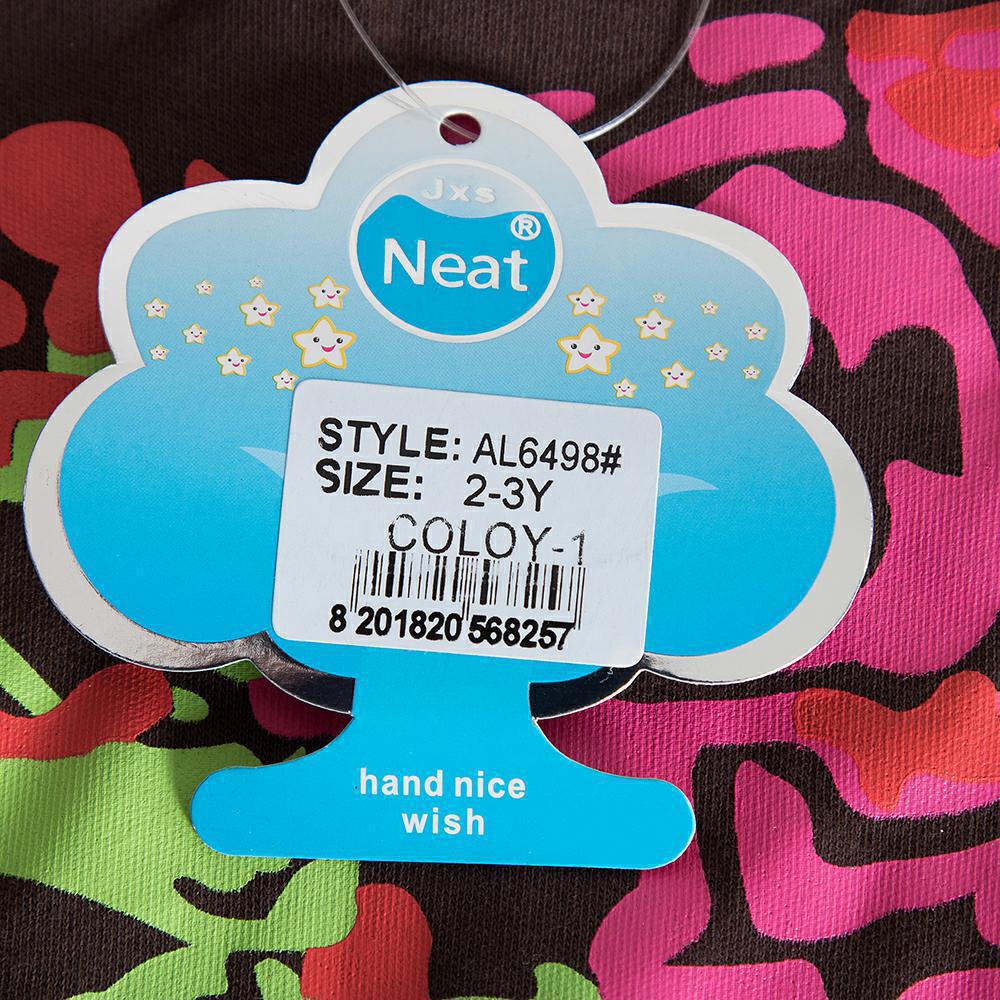 Jxs
Neat®
STYLE: AL6498#
SIZE: 2-3Y
COLOY-1
8 201820 568257
hand nice
wish